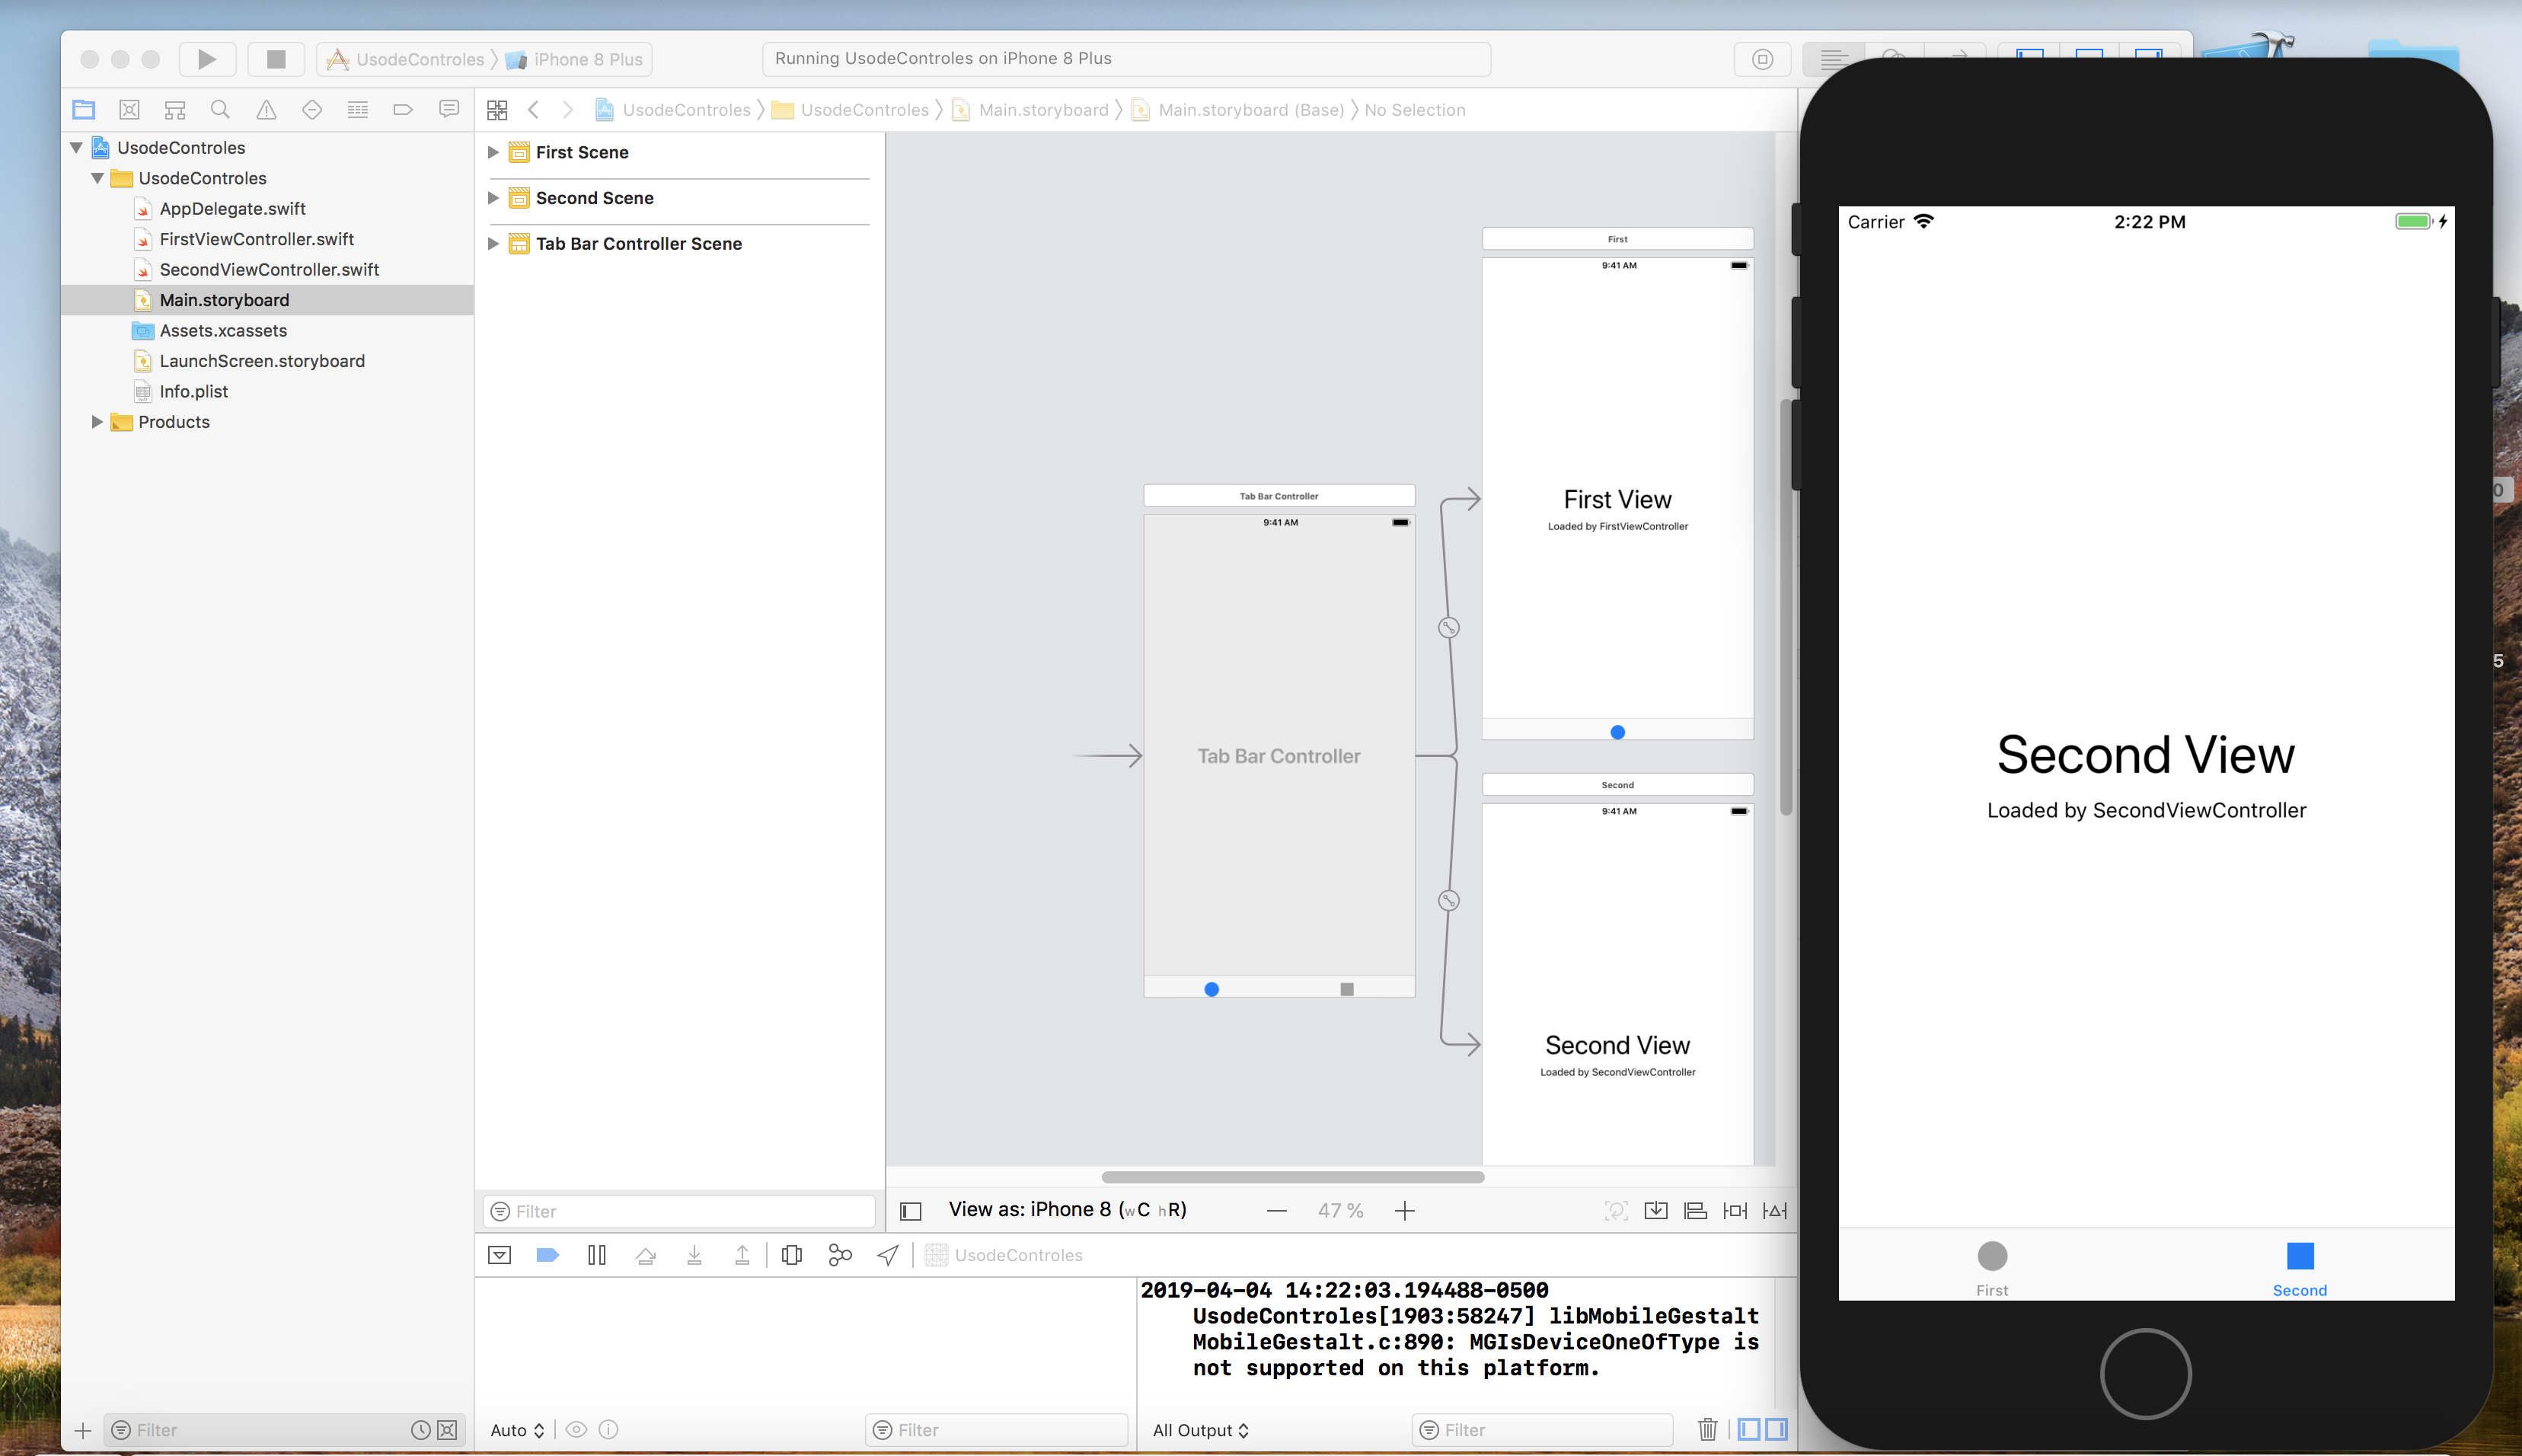 UsodeControles
iPhone 8 Plus
Running UsodeControles on iPhone 8 Plus
UsodeControles
UsodeControles
Main.storyboard
Main.storyboard (Base)
No Selection
UsodeControles
UsodeControles
AppDelegate.swift
FirstViewController.swift
SecondViewController.swift
Main.storyboard
Assets.xcassets
LaunchScreen.storyboard
Info.plist
Products
Filter
First Scene
Second Scene
Tab Bar Controller Scene
Filter
Tab Bar Controller
9:41 AM
Tab Bar Controller
First
9:41 AM
First View
Loaded by FirstViewController
Second
9:41 AM
Second View
Loaded by SecondViewController
View as: iPhone 8 (wC hR)
47 %
UsodeControles
2019-04-04 14:22:03.194488-0500
UsodeControles[1903:58247] libMobileGestalt
MobileGestalt.c:890: MGIsDeviceOneOfType is
not supported on this platform.
Auto
Filter
All Output
Filter
Carrier
2:22 PM
Second View
Loaded by SecondViewController
First
Second
0
5